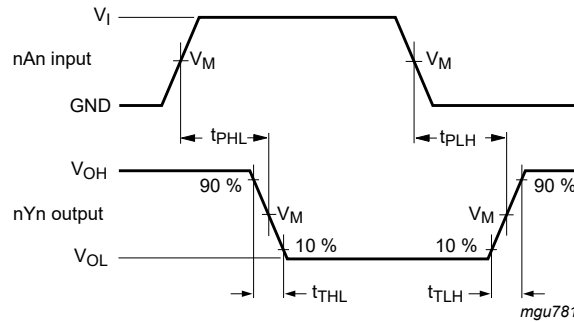 VI
nAn input
VM
VM
GND
tPHL
tPLH
VOH
90 %
90 %
nYn output
VM
VM
10 %
10 %
VOL
tTHL
tTLH
mgu781